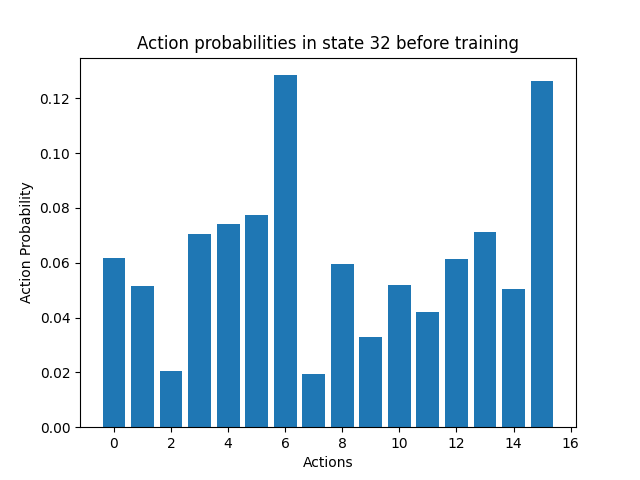 Action probabilities in state 32 before training
0.12
0.10
0.08
0.06
0.04
0.02
0.00
Action Probability
0 2 4 6 8 10 12 14 16
Actions